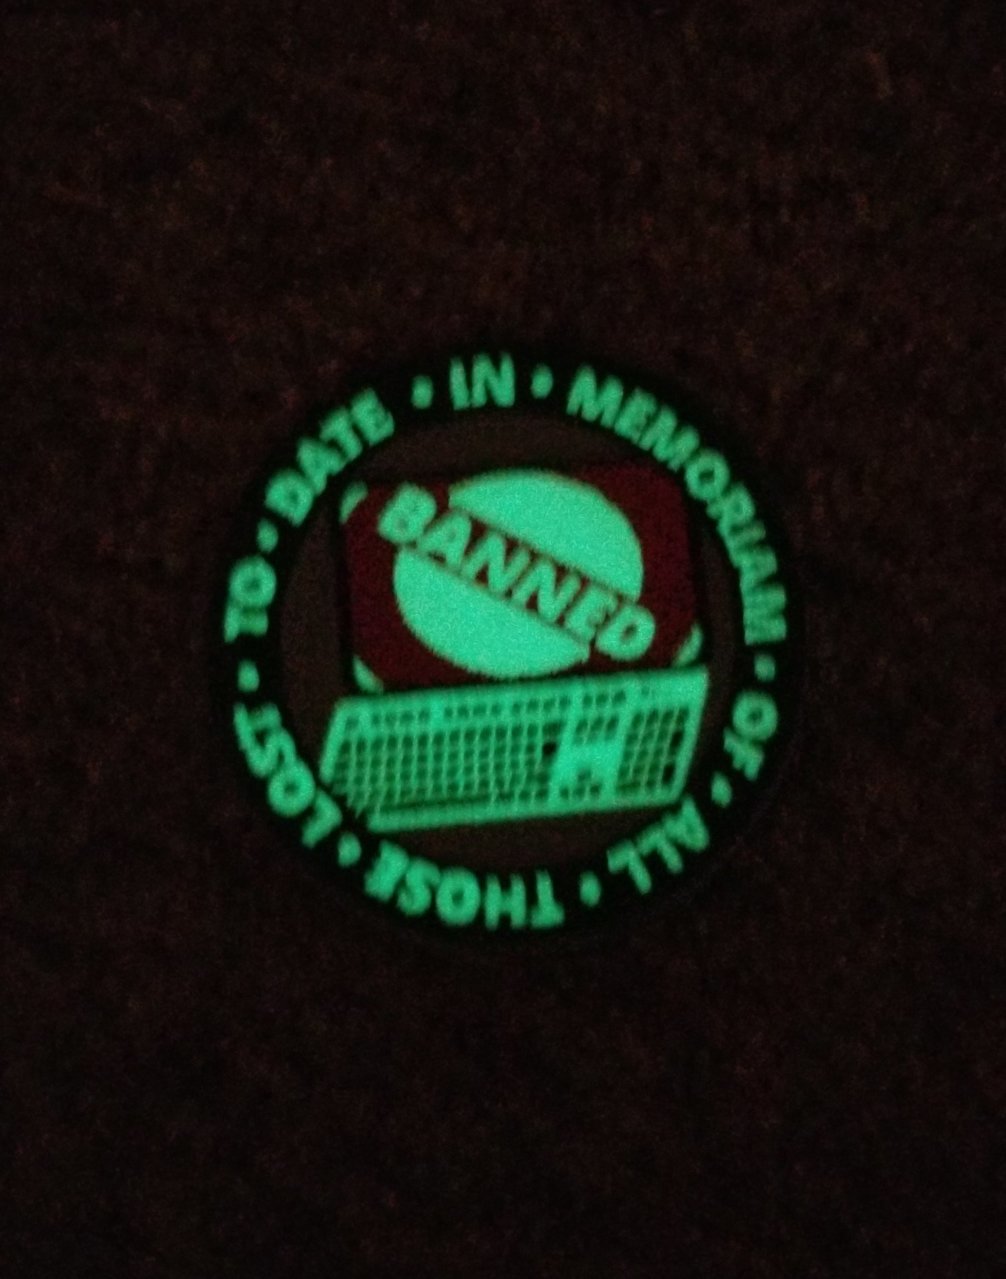 • IN • MEMORIAM • OF • ALL • THOSE • LOST • TO • DATE
BANNED